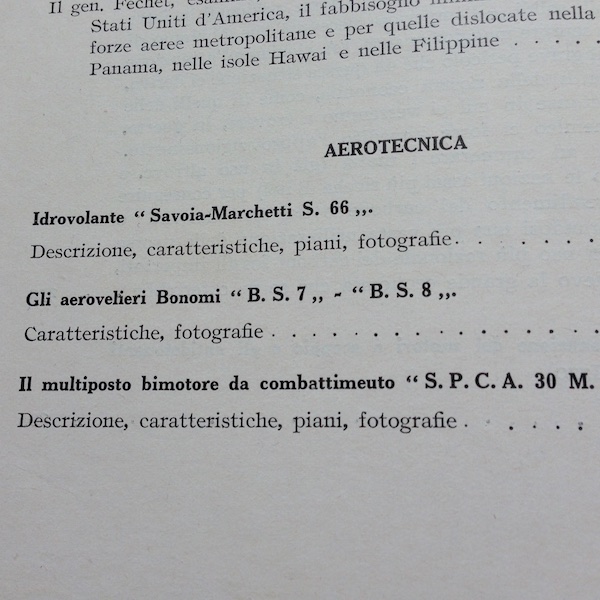 Il gen. Fechet, esamina
Stati Uniti d'America, il fabbisogno
forze aeree metropolitane e per quelle dislocate nella
Panama, nelle isole Hawai e nelle Filippine . . . . .
AEROTECNICA
Idrovolante “ Savoia-Marchetti S. 66 „.
Descrizione, caratteristiche, piani, fotografie. . . . . . .
Gli aerovelieri Bonomi “ B. S. 7 „ - “ B. S. 8 „.
Caratteristiche, fotografie . . . . . . . . . . . . . .
Il multiposto bimotore da combattimeuto “ S. P. C. A. 30 M.
Descrizione, caratteristiche, piani, fotografie . . . . . .